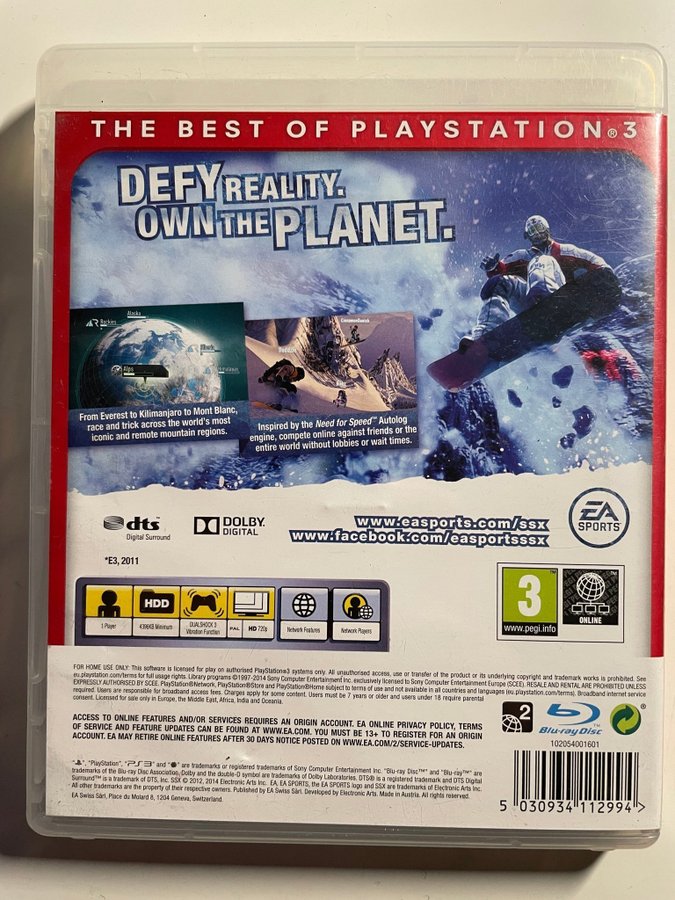 THE BEST OF PLAYSTATION®3
DEFY REALITY.
OWN THE PLANET.
Alaska
Rockies
Alps
From Everest to Kilimanjaro to Mont Blanc,
race and trick across the world's most
iconic and remote mountain regions.
Inspired by the Need for Speed™ Autolog
engine, compete online against friends or the
entire world without lobbies or wait times.
dts
Digital Surround
DOLBY
DIGITAL
www.easports.com/ssx
www.facebook.com/easportsssx
EA
SPORTS™
*E3, 2011
HDD
1 Player
4396KB Minimum
DUALSHOCK 3
Vibration Function
PAL
HD 720p
Network Features
Network Players
3
www.pegi.info
ONLINE
FOR HOME USE ONLY: This software is licensed for play on authorised PlayStation®3 systems only. All unauthorised access, use or transfer of the product or its underlying copyright and trademark works is prohibited. See
eu.playstation.com/terms for full usage rights. Library programs ©1997-2014 Sony Computer Entertainment Inc. exclusively licensed to Sony Computer Entertainment Europe (SCEE). RESALE AND RENTAL ARE PROHIBITED UNLESS
EXPRESSLY AUTHORISED BY SCEE. PlayStation®Network, PlayStation®Store and PlayStation®Home subject to terms of use and not available in all countries and languages (eu.playstation.com/terms). Broadband internet service
required. Users are responsible for broadband access fees. Charges apply for some content. Users must be 7 years or older and users under 18 require parental
consent. Licensed for sale only in Europe, the Middle East, Africa, India and Oceania.
ACCESS TO ONLINE FEATURES AND/OR SERVICES REQUIRES AN ORIGIN ACCOUNT. EA ONLINE PRIVACY POLICY, TERMS
OF SERVICE AND FEATURE UPDATES CAN BE FOUND AT WWW.EA.COM. YOU MUST BE 13+ TO REGISTER FOR AN ORIGIN
ACCOUNT. EA MAY RETIRE ONLINE FEATURES AFTER 30 DAYS NOTICE POSTED ON WWW.EA.COM/2/SERVICE-UPDATES.
2
Blu-ray Disc™
102054001601
"PlayStation", "PS3" and are trademarks or registered trademarks of Sony Computer Entertainment Inc. "Blu-ray Disc™" and "Blu-ray™" are
trademarks of the Blu-ray Disc Association. Dolby and the double-D symbol are trademarks of Dolby Laboratories. DTS® is a registered trademark and DTS Digital
Surround™ is a trademark of DTS, Inc. SSX © 2012, 2014 Electronic Arts Inc. EA, EA SPORTS, the EA SPORTS logo and SSX are trademarks of Electronic Arts Inc.
All other trademarks are the property of their respective owners. Published by EA Swiss Sàrl. Developed by Electronic Arts. Made in Austria. All rights reserved.
EA Swiss Sàrl, Place du Molard 8, 1204 Geneva, Switzerland
5 030934 112994 >